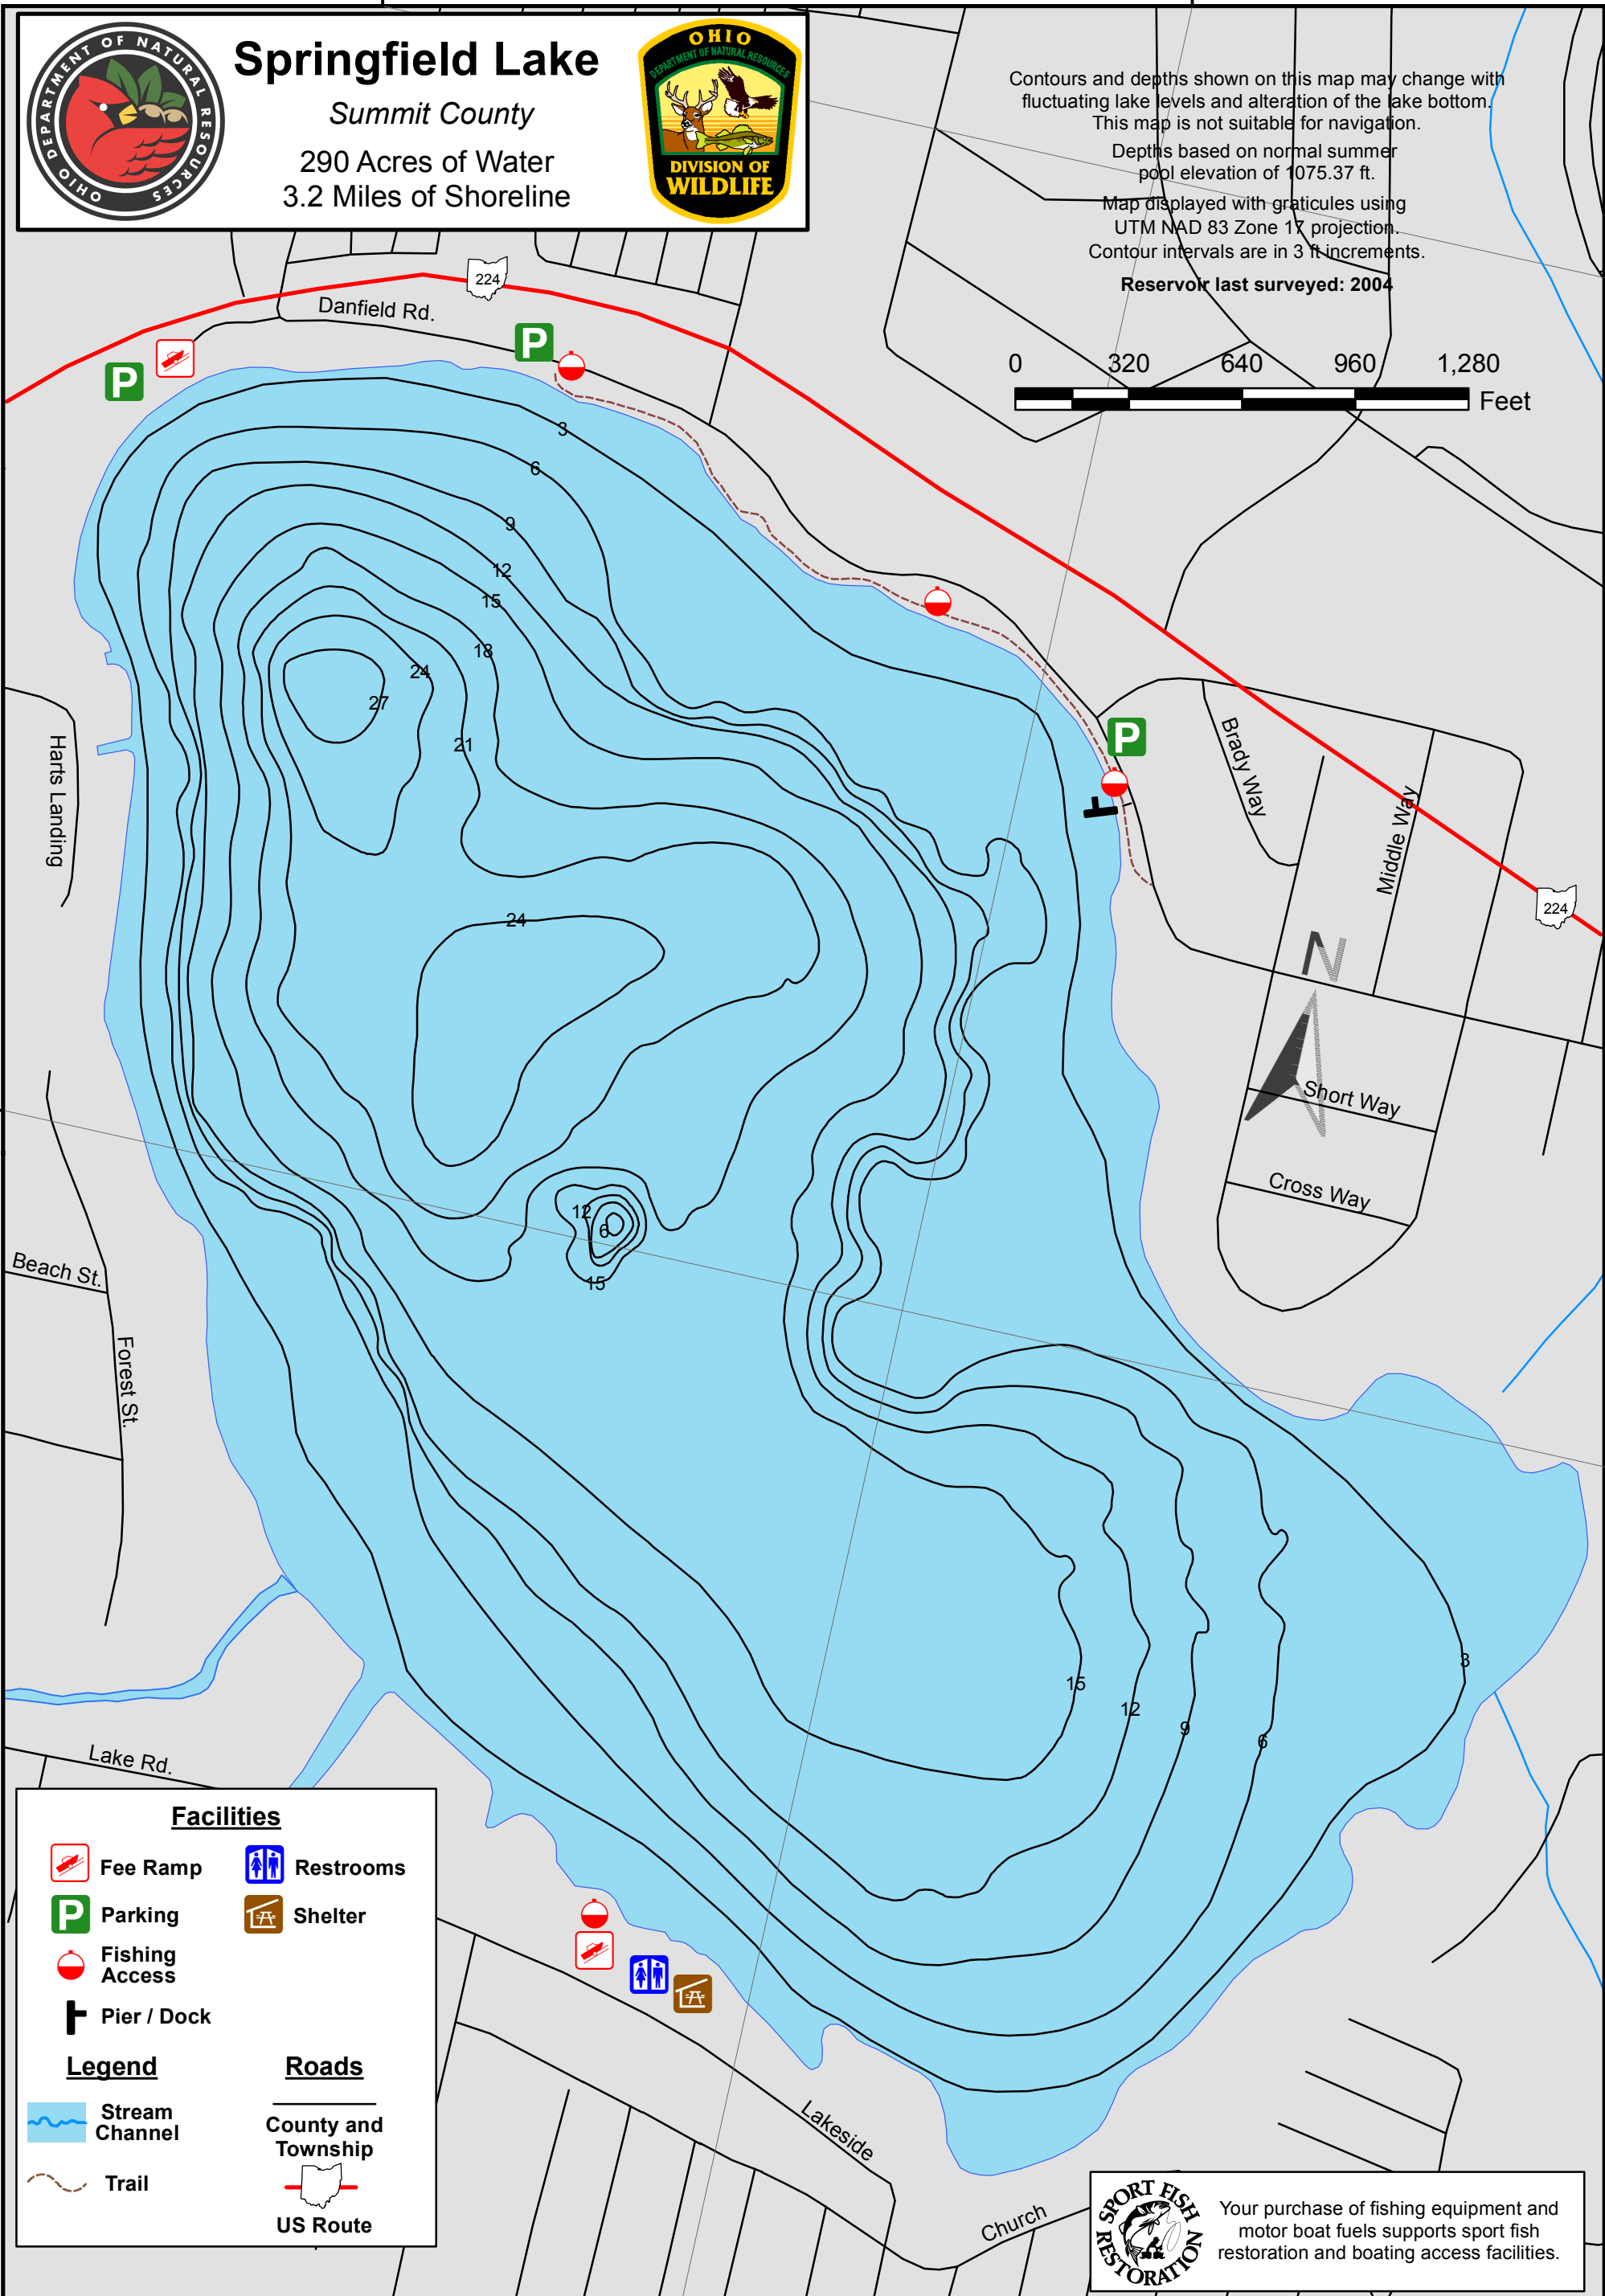 OHIO DEPARTMENT OF NATURAL RESOURCES
Springfield Lake
Summit County
290 Acres of Water
3.2 Miles of Shoreline
OHIO
DEPARTMENT OF NATURAL RESOURCES
DIVISION OF
WILDLIFE
Contours and depths shown on this map may change with
fluctuating lake levels and alteration of the lake bottom.
This map is not suitable for navigation.
Depths based on normal summer
pool elevation of 1075.37 ft.
Map displayed with graticules using
UTM NAD 83 Zone 17 projection.
Contour intervals are in 3 ft increments.
Reservoir last surveyed: 2004
0 320 640 960 1,280
Feet
224
Danfield Rd.
P
P
3
6
9
12
15
18
24
27
21
24
Harts Landing
P
Brady Way
Middle Way
224
N
Short Way
Cross Way
12
6
15
Beach St.
Forest St.
3
15
12
9
6
Lake Rd.
Facilities
Fee Ramp
Restrooms
P Parking
Shelter
Fishing
Access
Pier / Dock
Legend
Stream
Channel
Trail
Roads
County and
Township
US Route
Lakeside
Church
SPORT FISH
RESTORATION
Your purchase of fishing equipment and
motor boat fuels supports sport fish
restoration and boating access facilities.